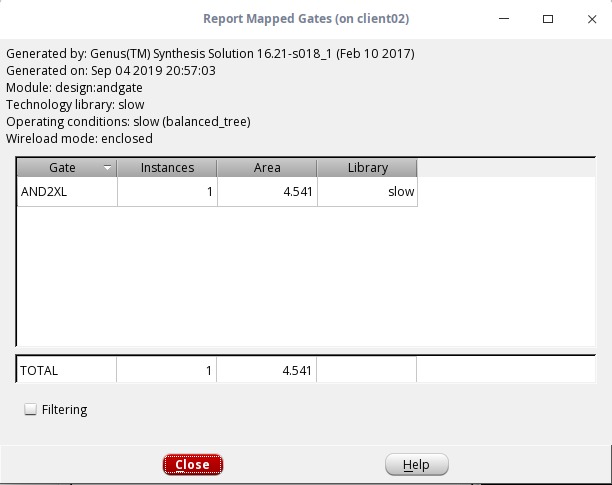 Report Mapped Gates (on client02)
Generated by: Genus(TM) Synthesis Solution 16.21-s018_1 (Feb 10 2017)
Generated on: Sep 04 2019 20:57:03
Module: design:andgate
Technology library: slow
Operating conditions: slow (balanced_tree)
Wireload mode: enclosed
Gate Instances Area Library
AND2XL 1 4.541 slow
TOTAL 1 4.541
Filtering
Close Help